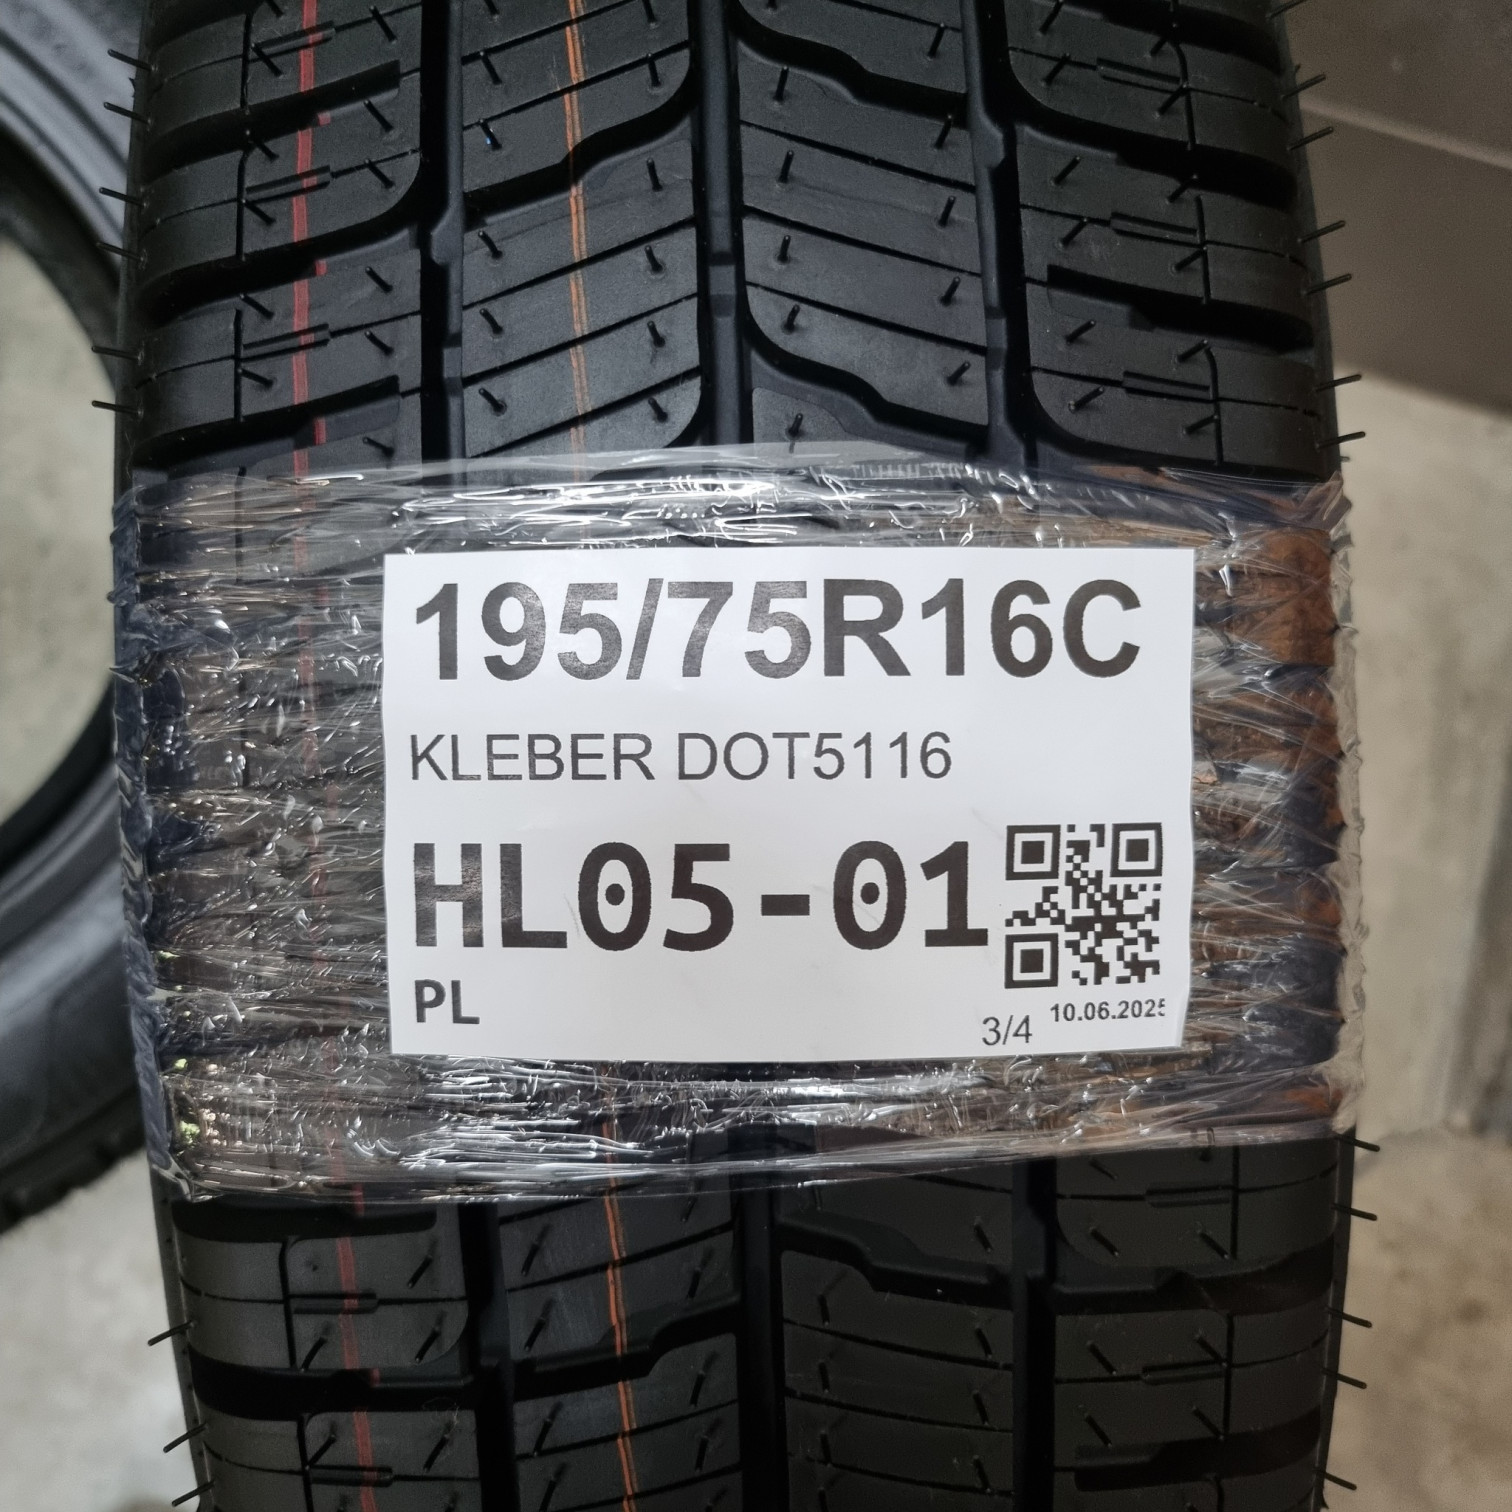 195/75R16C
KLEBER DOT5116
HL05-01
PL
3/4 10.06.2025